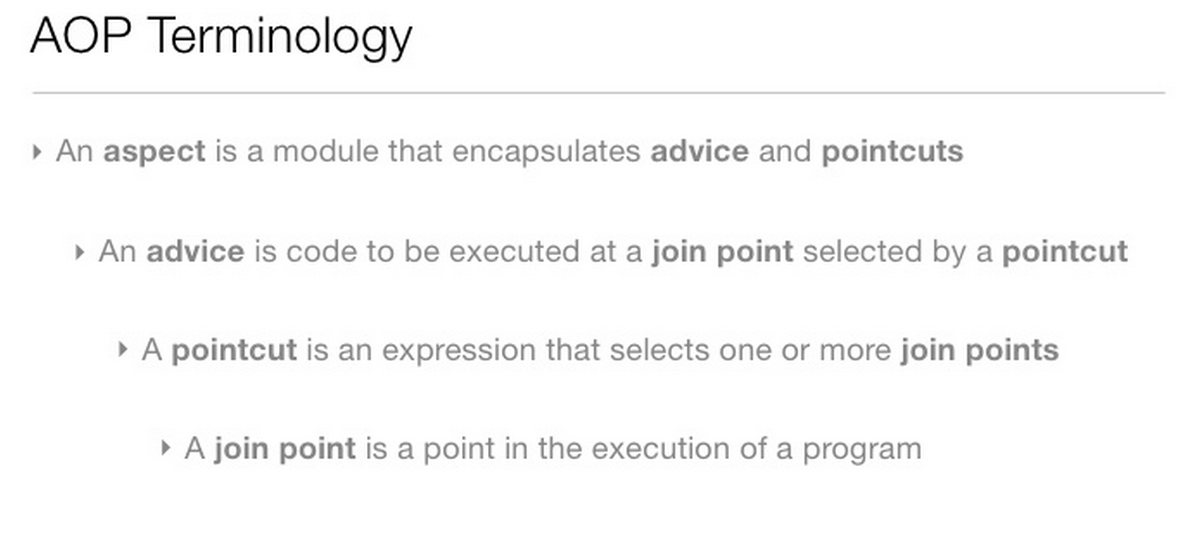 AOP Terminology
An aspect is a module that encapsulates advice and pointcuts
An advice is code to be executed at a join point selected by a pointcut
A pointcut is an expression that selects one or more join points
A join point is a point in the execution of a program